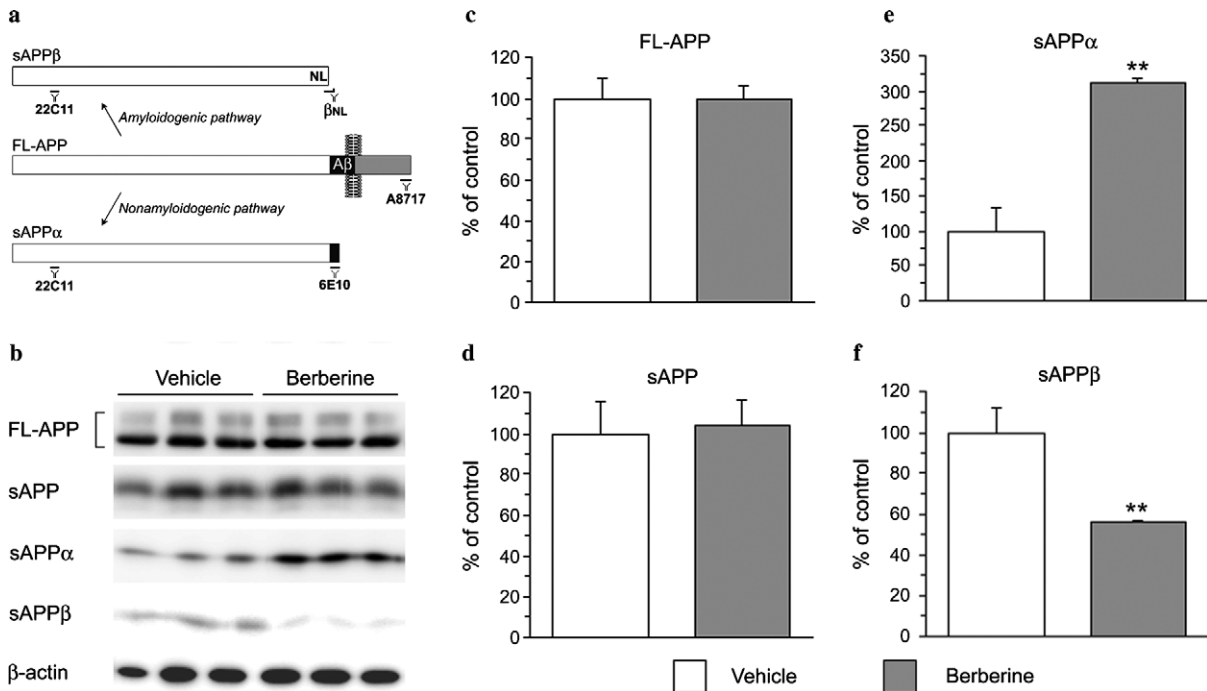 a
sAPPβ
NL
22C11
βNL
Amyloidogenic pathway
FL-APP
Aβ
A8717
Nonamyloidogenic pathway
sAPPα
22C11
6E10
b
Vehicle Berberine
FL-APP
sAPP
sAPPα
sAPPβ
β-actin
c
FL-APP
% of control
120
100
80
60
40
20
0
d
sAPP
% of control
120
100
80
60
40
20
0
e
sAPPα
% of control
350
300
250
200
150
100
50
0
**
f
sAPPβ
% of control
120
100
80
60
40
20
0
**
Vehicle Berberine